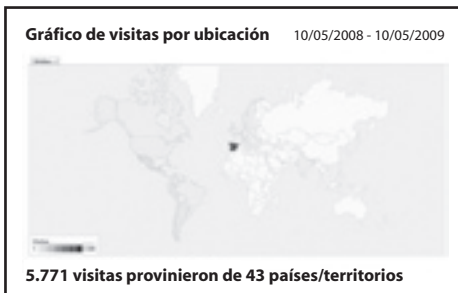 Gráfico de visitas por ubicación 10/05/2008 - 10/05/2009
5.771 visitas provinieron de 43 países/territorios